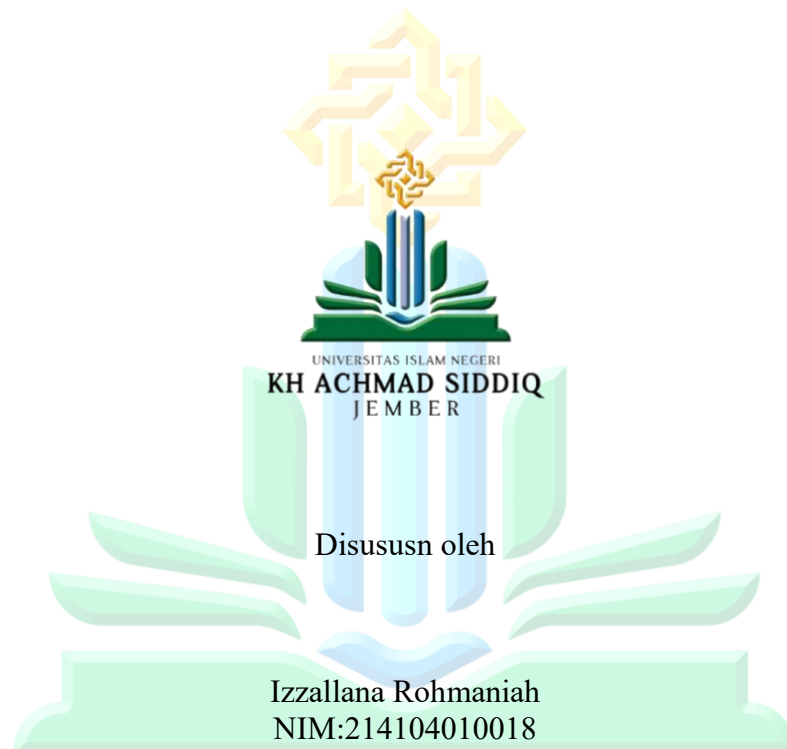 UNIVERSITAS ISLAM NEGERI
KH ACHMAD SIDDIQ
JEMBER
Disususn oleh
Izzallana Rohmaniah
NIM:214104010018